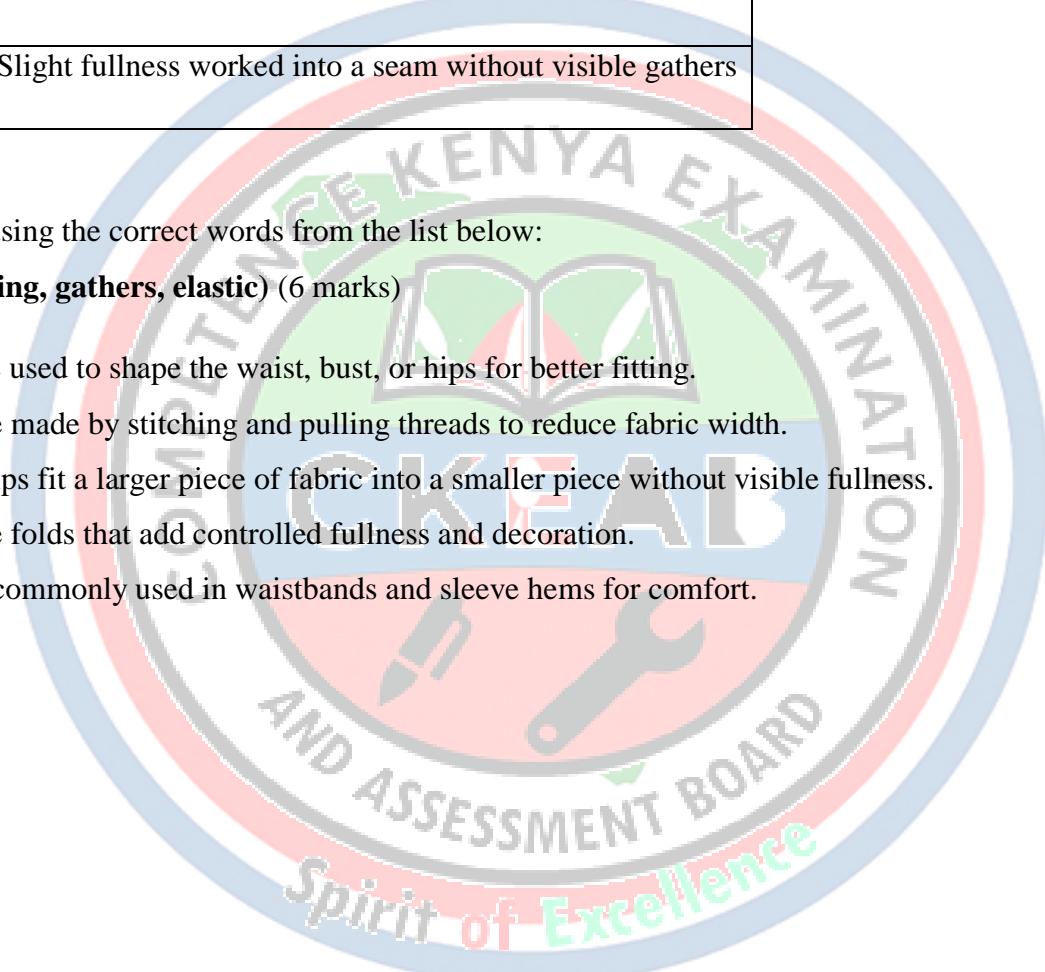 Slight fullness worked into a seam without visible gathers
sing the correct words from the list below:
ing, gathers, elastic) (6 marks)
used to shape the waist, bust, or hips for better fitting.
e made by stitching and pulling threads to reduce fabric width.
ps fit a larger piece of fabric into a smaller piece without visible fullness.
e folds that add controlled fullness and decoration.
commonly used in waistbands and sleeve hems for comfort.
COMPETENCE KENYA EXAMINATION
CKEAB
AND ASSESSMENT BOARD
Spirit of Excellence